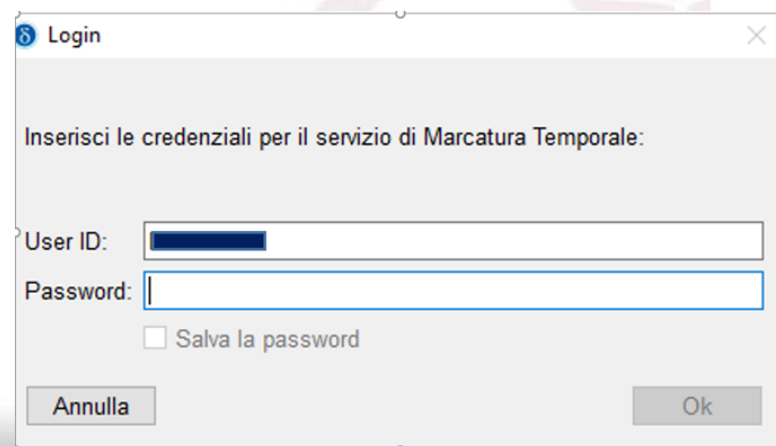 Login
Inserisci le credenziali per il servizio di Marcatura Temporale:
User ID:
Password:
Salva la password
Annulla
Ok